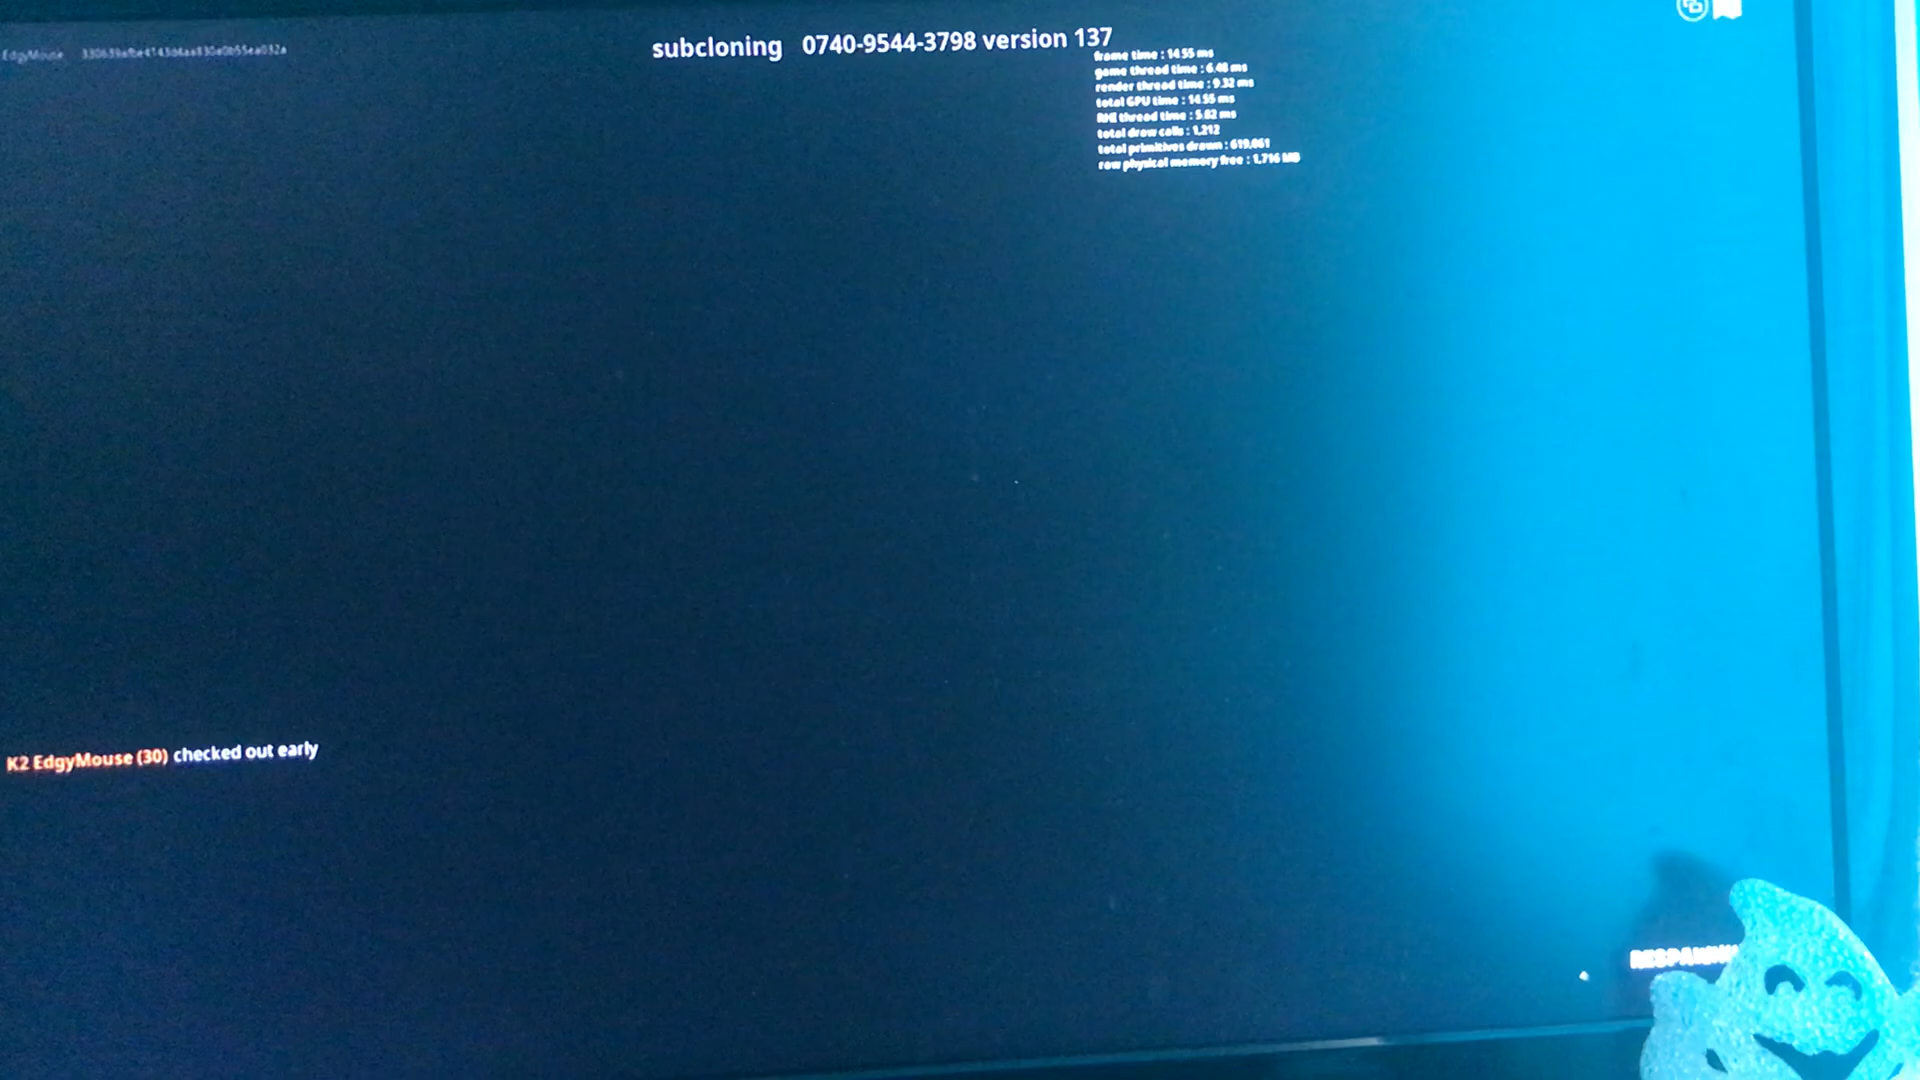 EdgyMouse
subcloning 0740-9544-3798 version 137
frame time : 14.55 ms
game thread time : 6.48 ms
render thread time : 9.32 ms
total GPU time : 14.55 ms
RHI thread time : 5.82 ms
total draw calls : 1,212
total primitives drawn : 619,061
raw physical memory free : 1,716 MB
K2 EdgyMouse (30) checked out early